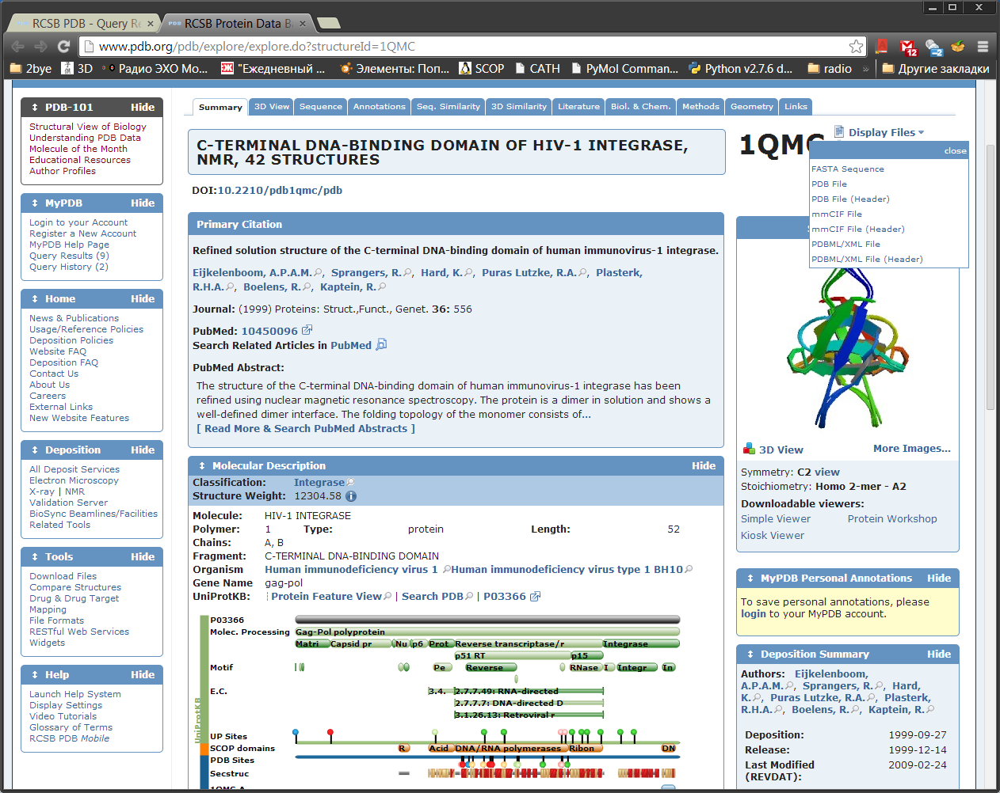 RCSB PDB - Query Re
RCSB Protein Data B
www.pdb.org/pdb/explore/explore.do?structureId=1QMC
12
-2
2bye
3D
Радио ЭХО Мо...
"Ежедневный ...
Элементы: Поп...
SCOP
CATH
PyMol Comman...
Python v2.7.6 d...
radio
»
Другие закладки
PDB-101 Hide
Structural View of Biology
Understanding PDB Data
Molecule of the Month
Educational Resources
Author Profiles
MyPDB Hide
Login to your Account
Register a New Account
MyPDB Help Page
Query Results (9)
Query History (2)
Home Hide
News & Publications
Usage/Reference Policies
Deposition Policies
Website FAQ
Deposition FAQ
Contact Us
About Us
Careers
External Links
New Website Features
Deposition Hide
All Deposit Services
Electron Microscopy
X-ray | NMR
Validation Server
BioSync Beamlines/Facilities
Related Tools
Tools Hide
Download Files
Compare Structures
Drug & Drug Target
Mapping
File Formats
RESTful Web Services
Widgets
Help Hide
Launch Help System
Display Settings
Video Tutorials
Glossary of Terms
RCSB PDB Mobile
Summary
3D View
Sequence
Annotations
Seq. Similarity
3D Similarity
Literature
Biol. & Chem.
Methods
Geometry
Links
C-TERMINAL DNA-BINDING DOMAIN OF HIV-1 INTEGRASE,
NMR, 42 STRUCTURES
DOI:10.2210/pdb1qmc/pdb
Primary Citation
Refined solution structure of the C-terminal DNA-binding domain of human immunovirus-1 integrase.
Eijkelenboom, A.P.A.M., Sprangers, R., Hard, K., Puras Lutzke, R.A., Plasterk,
R.H.A., Boelens, R., Kaptein, R.
Journal: (1999) Proteins: Struct.,Funct., Genet. 36: 556
PubMed: 10450096
Search Related Articles in PubMed
PubMed Abstract:
The structure of the C-terminal DNA-binding domain of human immunovirus-1 integrase has been
refined using nuclear magnetic resonance spectroscopy. The protein is a dimer in solution and shows a
well-defined dimer interface. The folding topology of the monomer consists of...
[ Read More & Search PubMed Abstracts ]
Molecular Description Hide
Classification: Integrase
Structure Weight: 12304.58
Molecule: HIV-1 INTEGRASE
Polymer: 1 Type: protein Length: 52
Chains: A, B
Fragment: C-TERMINAL DNA-BINDING DOMAIN
Organism Human immunodeficiency virus 1 Human immunodeficiency virus type 1 BH10
Gene Name gag-pol
UniProtKB: Protein Feature View | Search PDB | P03366
UniProtKB
P03366
Molec. Processing Gag-Pol polyprotein
Matri Capsid pr Nu p6 Prot Reverse transcriptase/r Integrase
p51 RT p15
Motif Pe Reverse RNase I Integr In
E.C. 3.4. 2.7.7.49: RNA-directed
2.7.7.7: DNA-directed D
3.1.26.13: Retroviral r
UP Sites
SCOP domains R Acid DNA/RNA polymerases Ribon DN
PDB Sites
Secstruc
1QMC.A
1QMC
Display Files
close
FASTA Sequence
PDB File
PDB File (Header)
mmCIF File
mmCIF File (Header)
PDBML/XML File
PDBML/XML File (Header)
3D View More Images...
Symmetry: C2 view
Stoichiometry: Homo 2-mer - A2
Downloadable viewers:
Simple Viewer Protein Workshop
Kiosk Viewer
MyPDB Personal Annotations Hide
To save personal annotations, please
login to your MyPDB account.
Deposition Summary Hide
Authors: Eijkelenboom,
A.P.A.M., Sprangers, R., Hard,
K., Puras Lutzke, R.A., Plasterk,
R.H.A., Boelens, R., Kaptein, R.
Deposition: 1999-09-27
Release: 1999-12-14
Last Modified 2009-02-24
(REVDAT):